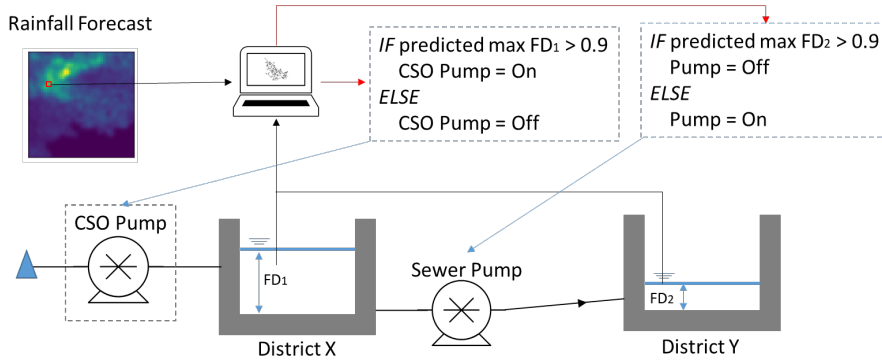 Rainfall Forecast
IF predicted max FD₁ > 0.9
CSO Pump = On
ELSE
CSO Pump = Off
IF predicted max FD₂ > 0.9
Pump = Off
ELSE
Pump = On
CSO Pump
FD₁
Sewer Pump
FD₂
District X
District Y